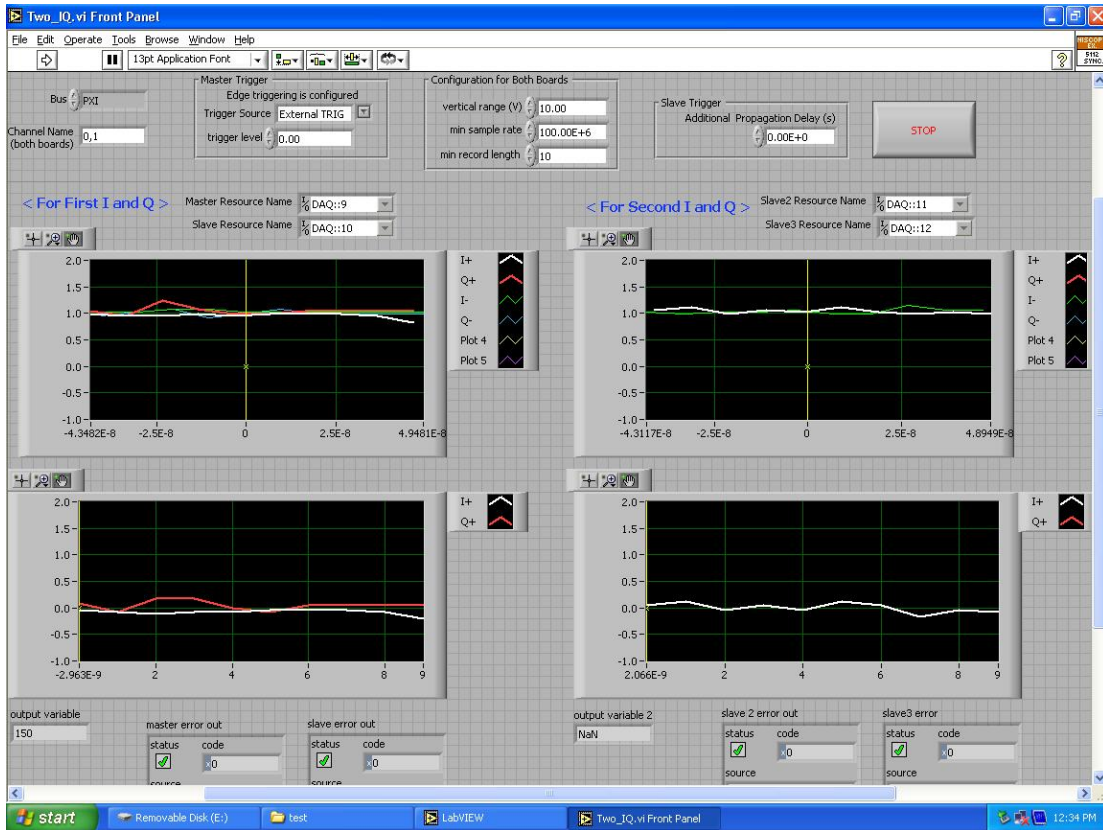 Two_IQ.vi Front Panel
File Edit Operate Tools Browse Window Help
13pt Application Font
NISCOPE
EX.
5112
SYNC.
Bus PXI
Channel Name
(both boards) 0,1
Master Trigger
Edge triggering is configured
Trigger Source External TRIG
trigger level 0.00
Configuration for Both Boards
vertical range (V) 10.00
min sample rate 100.00E+6
min record length 10
Slave Trigger
Additional Propagation Delay (s)
0.00E+0
STOP
< For First I and Q >
Master Resource Name DAQ::9
Slave Resource Name DAQ::10
< For Second I and Q >
Slave2 Resource Name DAQ::11
Slave3 Resource Name DAQ::12
2.0
1.5
1.0
0.5
0.0
-0.5
-1.0
-4.3482E-8 -2.5E-8 0 2.5E-8 4.9481E-8
I+
Q+
I-
Q-
Plot 4
Plot 5
2.0
1.5
1.0
0.5
0.0
-0.5
-1.0
-4.3117E-8 -2.5E-8 0 2.5E-8 4.8949E-8
I+
Q+
I-
Q-
Plot 4
Plot 5
2.0
1.5
1.0
0.5
0.0
-0.5
-1.0
-2.963E-9 2 4 6 8 9
I+
Q+
2.0
1.5
1.0
0.5
0.0
-0.5
-1.0
2.066E-9 2 4 6 8 9
I+
Q+
output variable
150
master error out
status code
0
source
slave error out
status code
0
source
output variable 2
NaN
slave 2 error out
status code
0
source
slave3 error
status code
0
source
start Removable Disk (E:) test LabVIEW Two_IQ.vi Front Panel 12:34 PM